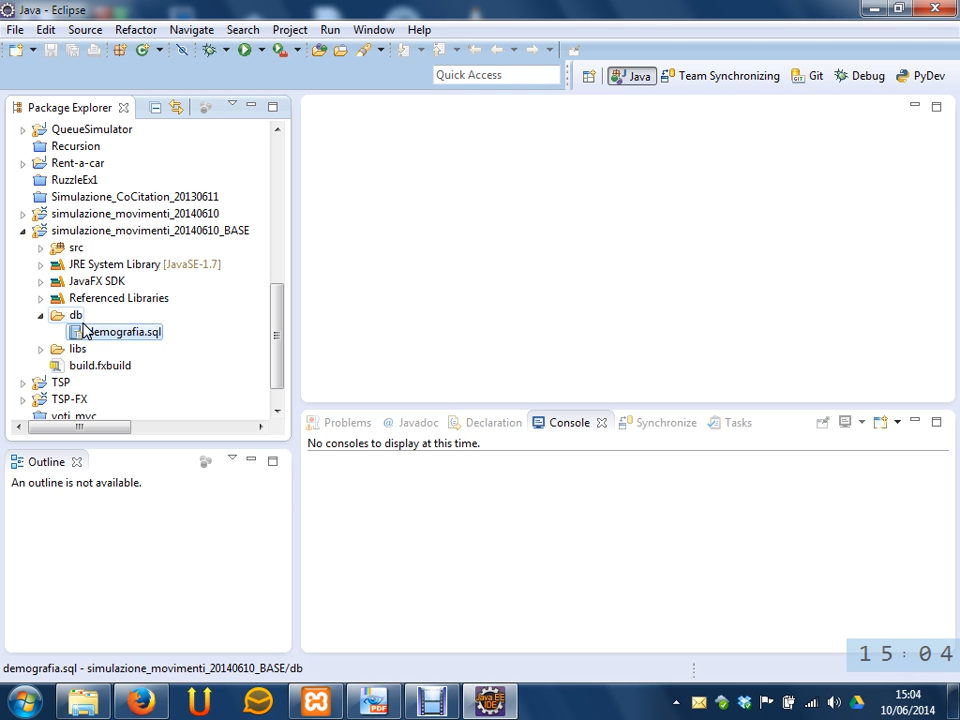 Java - Eclipse
File Edit Source Refactor Navigate Search Project Run Window Help
Quick Access
Java Team Synchronizing Git Debug PyDev
Package Explorer
QueueSimulator
Recursion
Rent-a-car
RuzzleEx1
Simulazione_CoCitation_20130611
simulazione_movimenti_20140610
simulazione_movimenti_20140610_BASE
src
JRE System Library [JavaSE-1.7]
JavaFX SDK
Referenced Libraries
db
demografia.sql
libs
build.fxbuild
TSP
TSP-FX
voti_mvc
Problems @ Javadoc Declaration Console Synchronize Tasks
No consoles to display at this time.
Outline
An outline is not available.
15:04
demografia.sql - simulazione_movimenti_20140610_BASE/db
Java EE
IDE
15:04
10/06/2014